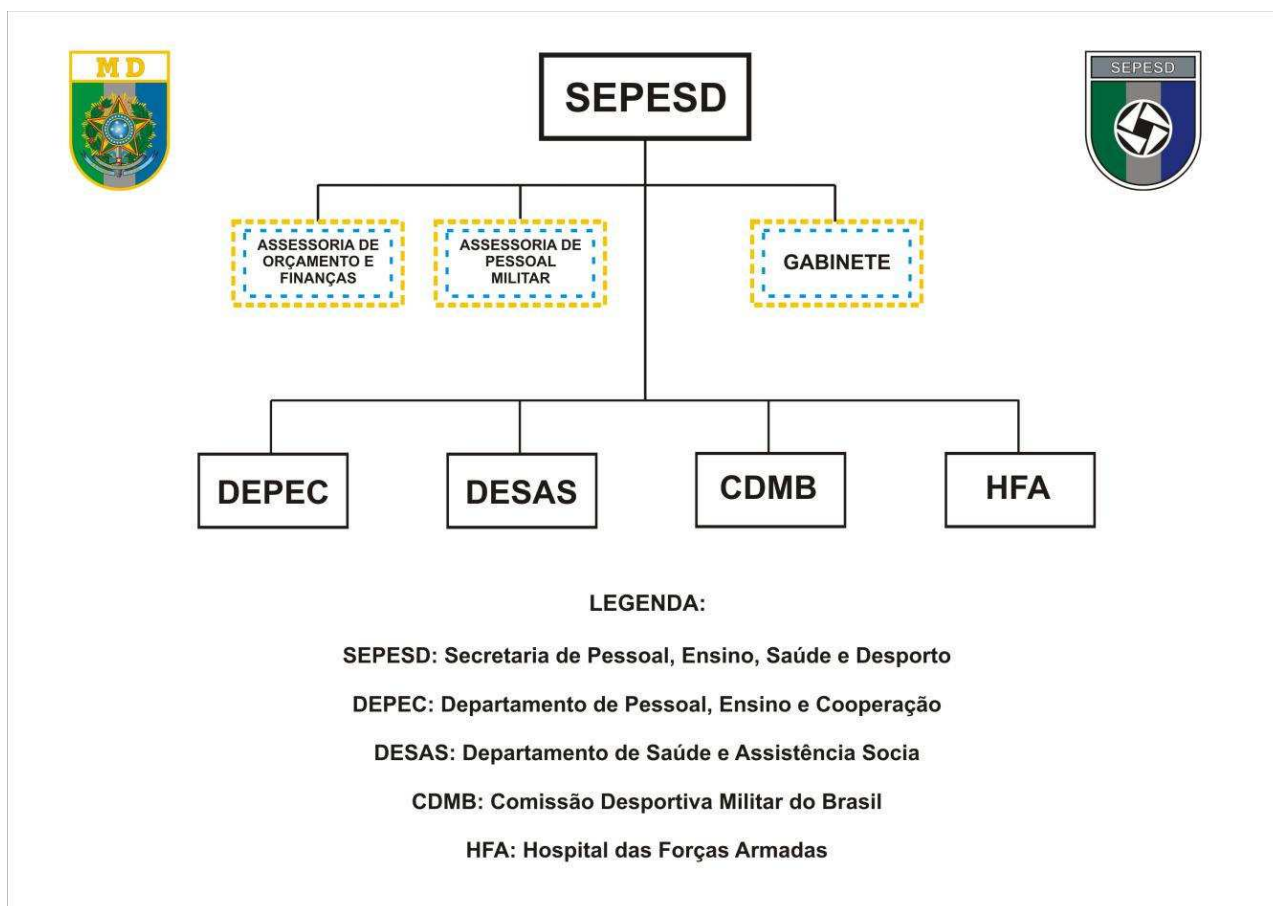 MD
SEPESD
SEPESD
ASSESSORIA DE
ORÇAMENTO E
FINANÇAS
ASSESSORIA DE
PESSOAL
MILITAR
GABINETE
DEPEC
DESAS
CDMB
HFA
LEGENDA:
SEPESD: Secretaria de Pessoal, Ensino, Saúde e Desporto
DEPEC: Departamento de Pessoal, Ensino e Cooperação
DESAS: Departamento de Saúde e Assistência Socia
CDMB: Comissão Desportiva Militar do Brasil
HFA: Hospital das Forças Armadas